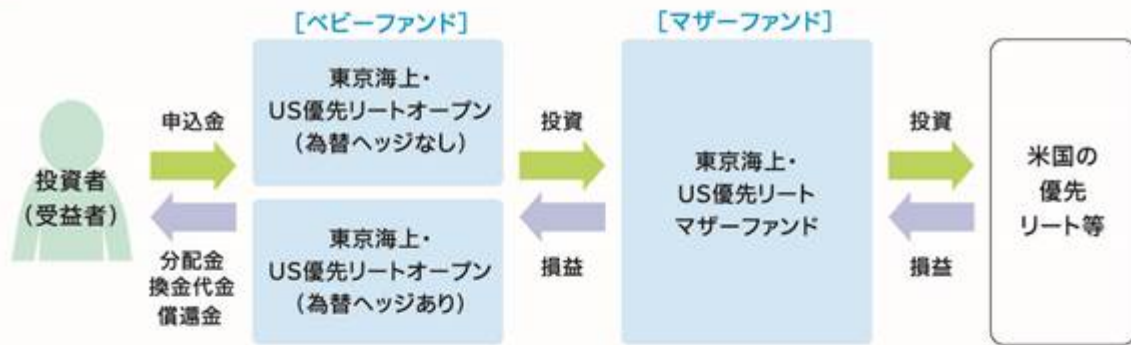 [ベビーファンド]
[マザーファンド]
投資者
(受益者)
申込金
分配金
換金代金
償還金
東京海上・
US優先リートオープン
(為替ヘッジなし)
東京海上・
US優先リートオープン
(為替ヘッジあり)
投資
損益
東京海上・
US優先リート
マザーファンド
投資
損益
米国の
優先
リート等